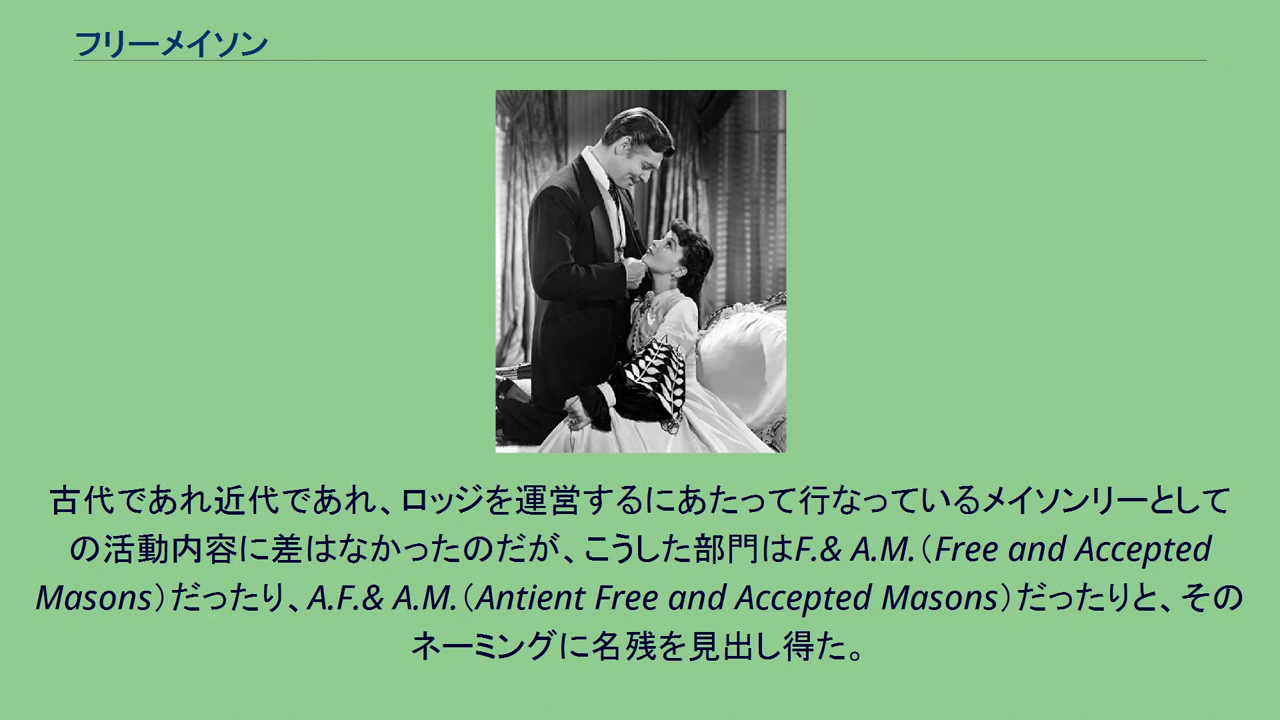 フリーメイソン
古代であれ近代であれ、ロッジを運営するにあたって行なっているメイソンリーとして
の活動内容に差はなかったのだが、こうした部門はF.& A.M.（Free and Accepted
Masons）だったり、A.F.& A.M.（Antient Free and Accepted Masons）だったりと、その
ネーミングに名残を見出し得た。